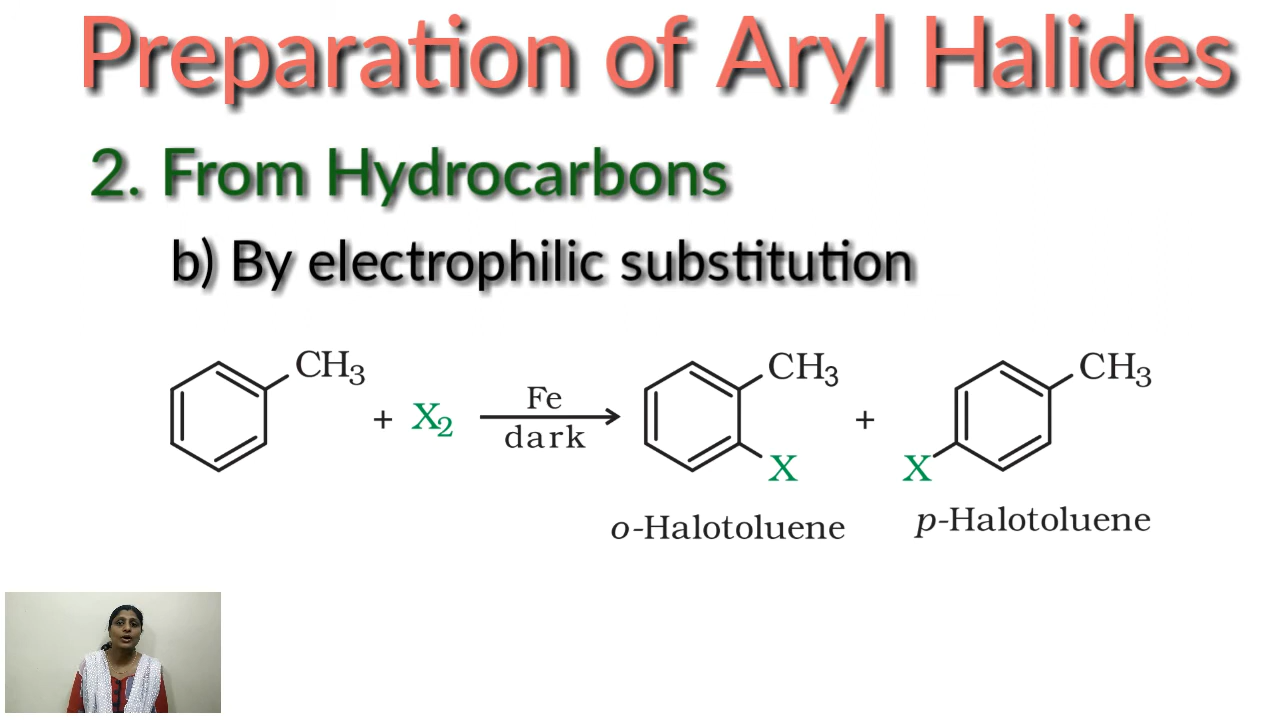 Preparation of Aryl Halides
2. From Hydrocarbons
b) By electrophilic substitution
CH₃ + X₂ Fe dark CH₃ X + CH₃ X
o-Halotoluene p-Halotoluene